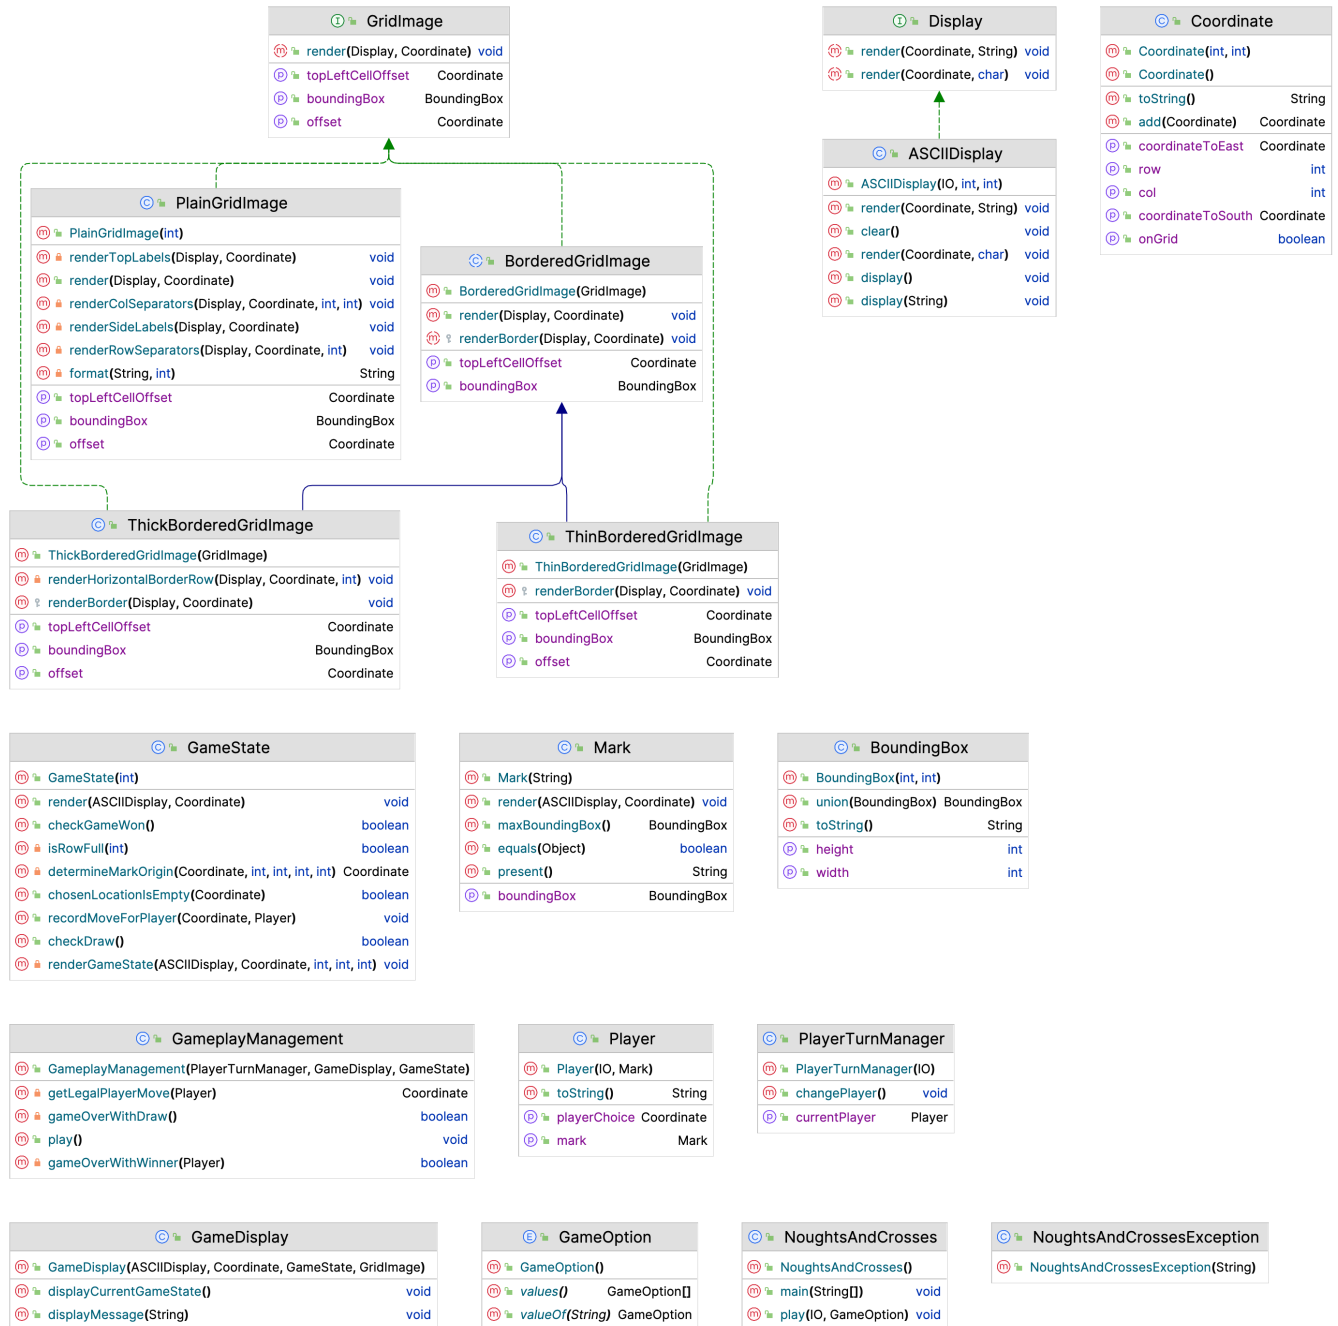 GridImage
render(Display, Coordinate) void
topLeftCellOffset Coordinate
boundingBox BoundingBox
offset Coordinate
Display
render(Coordinate, String) void
render(Coordinate, char) void
Coordinate
Coordinate(int, int)
Coordinate()
toString() String
add(Coordinate) Coordinate
coordinateToEast Coordinate
row int
col int
coordinateToSouth Coordinate
onGrid boolean
ASCIIDisplay
ASCIIDisplay(IO, int, int)
render(Coordinate, String) void
clear() void
render(Coordinate, char) void
display() void
display(String) void
PlainGridImage
PlainGridImage(int)
renderTopLabels(Display, Coordinate) void
render(Display, Coordinate) void
renderColSeparators(Display, Coordinate, int, int) void
renderSideLabels(Display, Coordinate) void
renderRowSeparators(Display, Coordinate, int) void
format(String, int) String
topLeftCellOffset Coordinate
boundingBox BoundingBox
offset Coordinate
BorderedGridImage
BorderedGridImage(GridImage)
render(Display, Coordinate) void
renderBorder(Display, Coordinate) void
topLeftCellOffset Coordinate
boundingBox BoundingBox
ThickBorderedGridImage
ThickBorderedGridImage(GridImage)
renderHorizontalBorderRow(Display, Coordinate, int) void
renderBorder(Display, Coordinate) void
topLeftCellOffset Coordinate
boundingBox BoundingBox
offset Coordinate
ThinBorderedGridImage
ThinBorderedGridImage(GridImage)
renderBorder(Display, Coordinate) void
topLeftCellOffset Coordinate
boundingBox BoundingBox
offset Coordinate
GameState
GameState(int)
render(ASCIIDisplay, Coordinate) void
checkGameWon() boolean
isRowFull(int) boolean
determineMarkOrigin(Coordinate, int, int, int, int) Coordinate
chosenLocationIsEmpty(Coordinate) boolean
recordMoveForPlayer(Coordinate, Player) void
checkDraw() boolean
renderGameState(ASCIIDisplay, Coordinate, int, int, int) void
Mark
Mark(String)
render(ASCIIDisplay, Coordinate) void
maxBoundingBox() BoundingBox
equals(Object) boolean
present() String
boundingBox BoundingBox
BoundingBox
BoundingBox(int, int)
union(BoundingBox) BoundingBox
toString() String
height int
width int
GameplayManagement
GameplayManagement(PlayerTurnManager, GameDisplay, GameState)
getLegalPlayerMove(Player) Coordinate
gameOverWithDraw() boolean
play() void
gameOverWithWinner(Player) boolean
Player
Player(IO, Mark)
toString() String
playerChoice Coordinate
mark Mark
PlayerTurnManager
PlayerTurnManager(IO)
changePlayer() void
currentPlayer Player
GameDisplay
GameDisplay(ASCIIDisplay, Coordinate, GameState, GridImage)
displayCurrentGameState() void
displayMessage(String) void
GameOption
GameOption()
values() GameOption[]
valueOf(String) GameOption
NoughtsAndCrosses
NoughtsAndCrosses()
main(String[]) void
play(IO, GameOption) void
NoughtsAndCrossesException
NoughtsAndCrossesException(String)